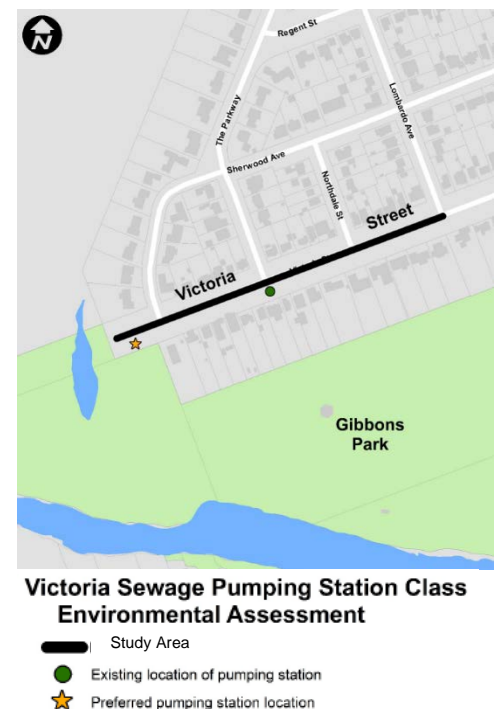 N
Regent St
The Parkway
Lombardo Ave
Sherwood Ave
Northdale St
Street
Victoria
Gibbons
Park
Victoria Sewage Pumping Station Class
Environmental Assessment
Study Area
Existing location of pumping station
Preferred pumping station location